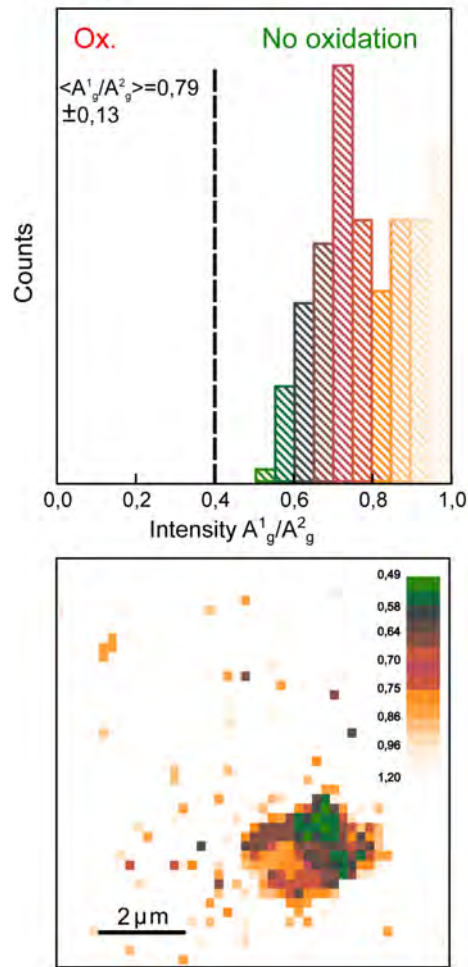 Ox. No oxidation
<A¹g/A²g>=0,79
±0,13
Counts
0,0 0,2 0,4 0,6 0,8 1,0
Intensity A¹g/A²g
0,49
0,58
0,64
0,70
0,75
0,86
0,96
1,20
2 µm